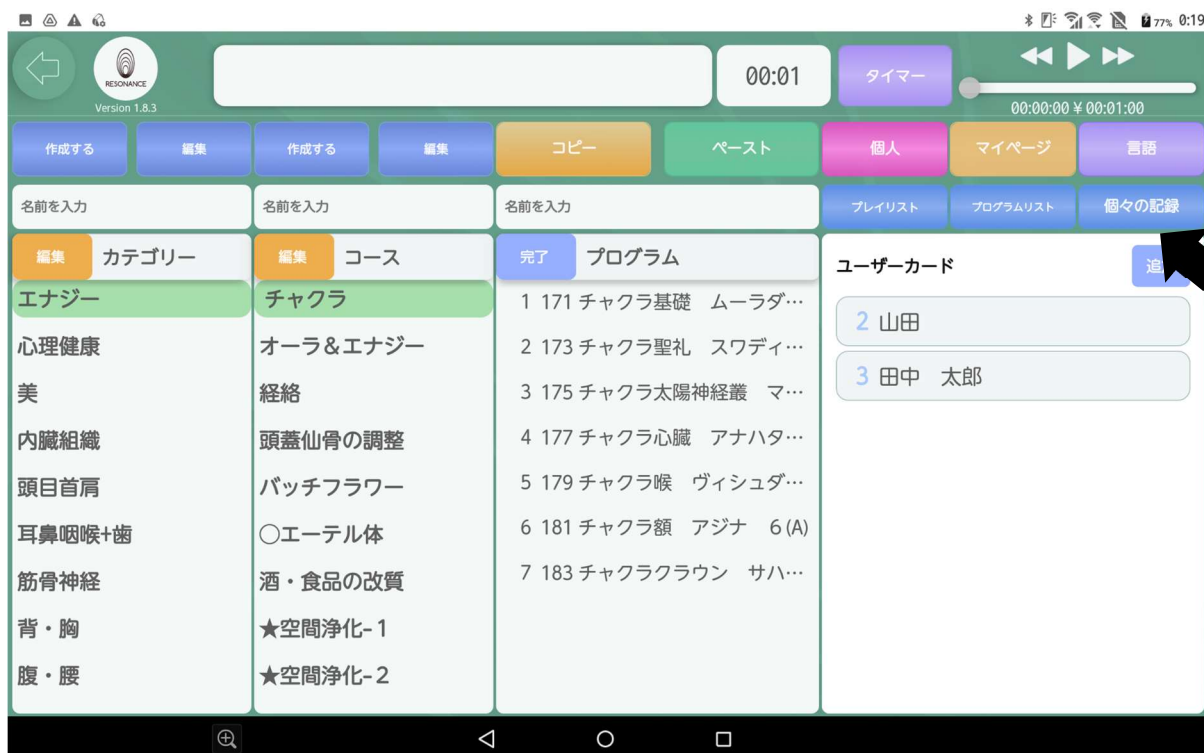 77% 0:19
RESONANCE
Version 1.8.3
00:01
タイマー
00:00:00 ¥ 00:01:00
作成する 編集 作成する 編集 コピー ペースト 個人 マイページ 言語
名前を入力 名前を入力 名前を入力 プレイリスト プログラムリスト 個々の記録
編集 カテゴリー
エナジー
心理健康
美
内臓組織
頭目首肩
耳鼻咽喉+歯
筋骨神経
背・胸
腹・腰
編集 コース
チャクラ
オーラ&エナジー
経絡
頭蓋仙骨の調整
バッチフラワー
○エーテル体
酒・食品の改質
★空間浄化-１
★空間浄化-２
完了 プログラム
1 171 チャクラ基礎　ムーラダ…
2 173 チャクラ聖礼　スワディ…
3 175 チャクラ太陽神経叢　マ…
4 177 チャクラ心臓　アナハタ…
5 179 チャクラ喉　ヴィシュダ…
6 181 チャクラ額　アジナ　６(A)
7 183 チャクラクラウン　サハ…
ユーザーカード 追
2 山田
3 田中　太郎